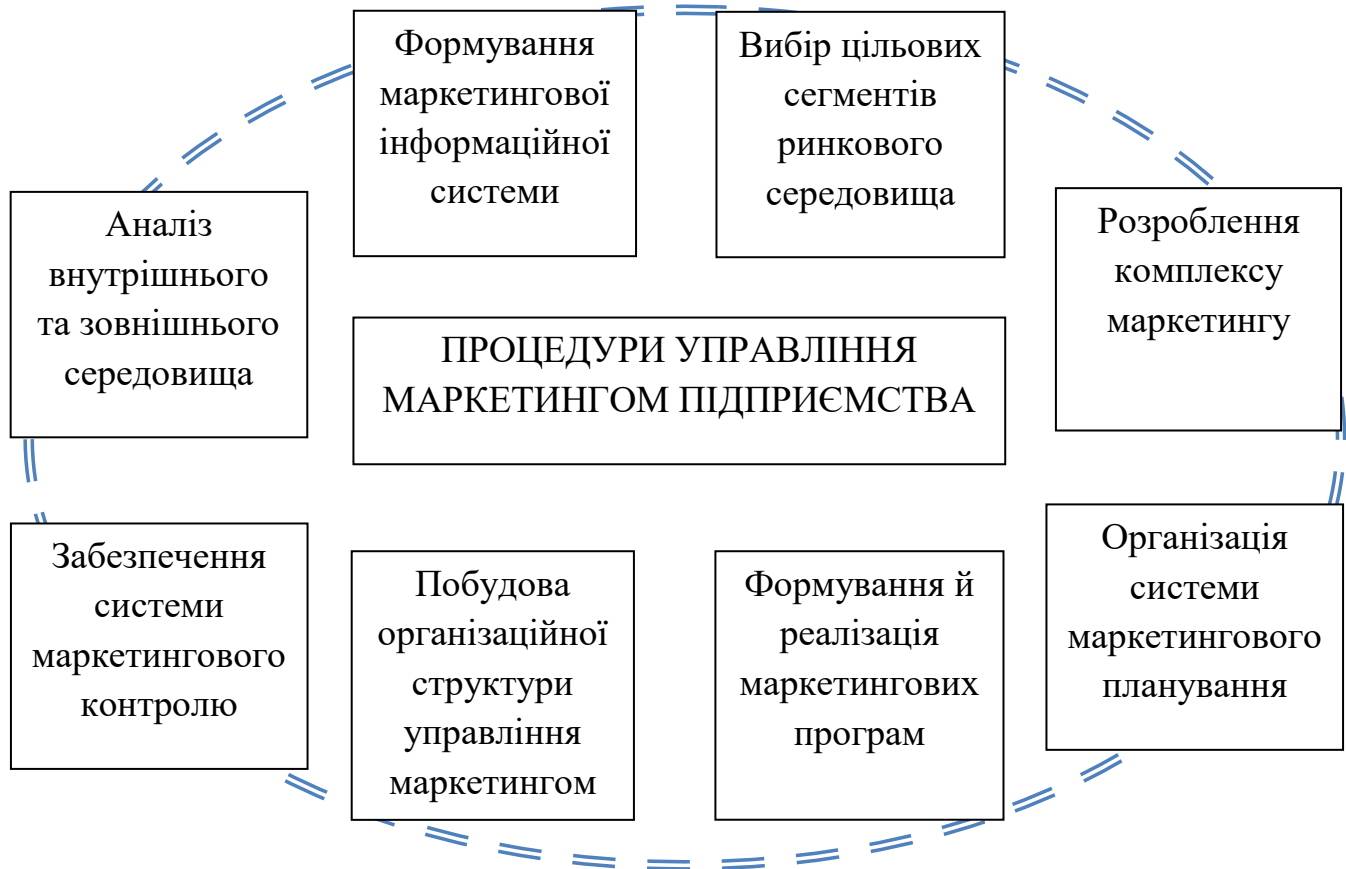 Формування
маркетингової
інформаційної
системи
Вибір цільових
сегментів
ринкового
середовища
Аналіз
внутрішнього
та зовнішнього
середовища
Розроблення
комплексу
маркетингу
ПРОЦЕДУРИ УПРАВЛІННЯ
МАРКЕТИНГОМ ПІДПРИЄМСТВА
Забезпечення
системи
маркетингового
контролю
Побудова
організаційної
структури
управління
маркетингом
Формування й
реалізація
маркетингових
програм
Організація
системи
маркетингового
планування